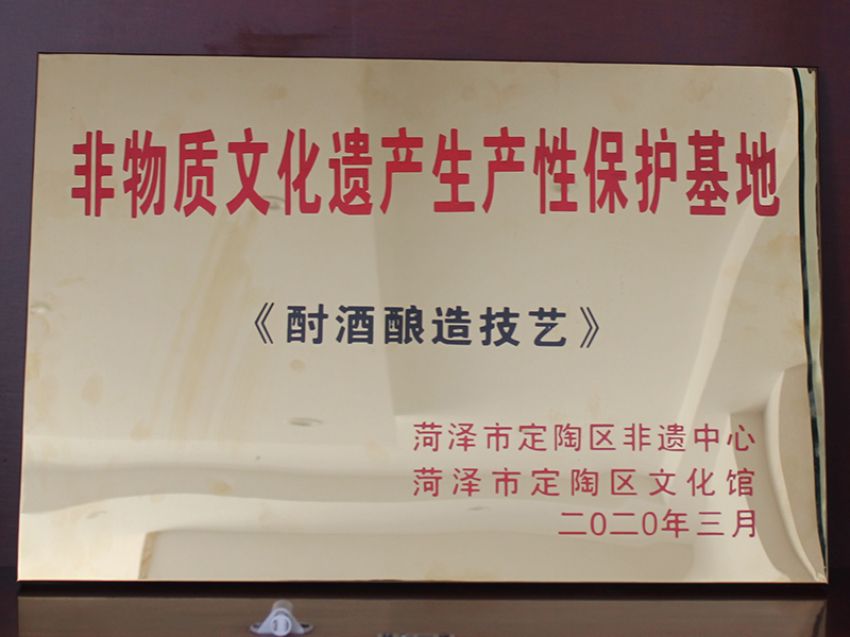 非物质文化遗产生产性保护基地
《酎酒酿造技艺》
菏泽市定陶区非遗中心
菏泽市定陶区文化馆
二0二0年三月